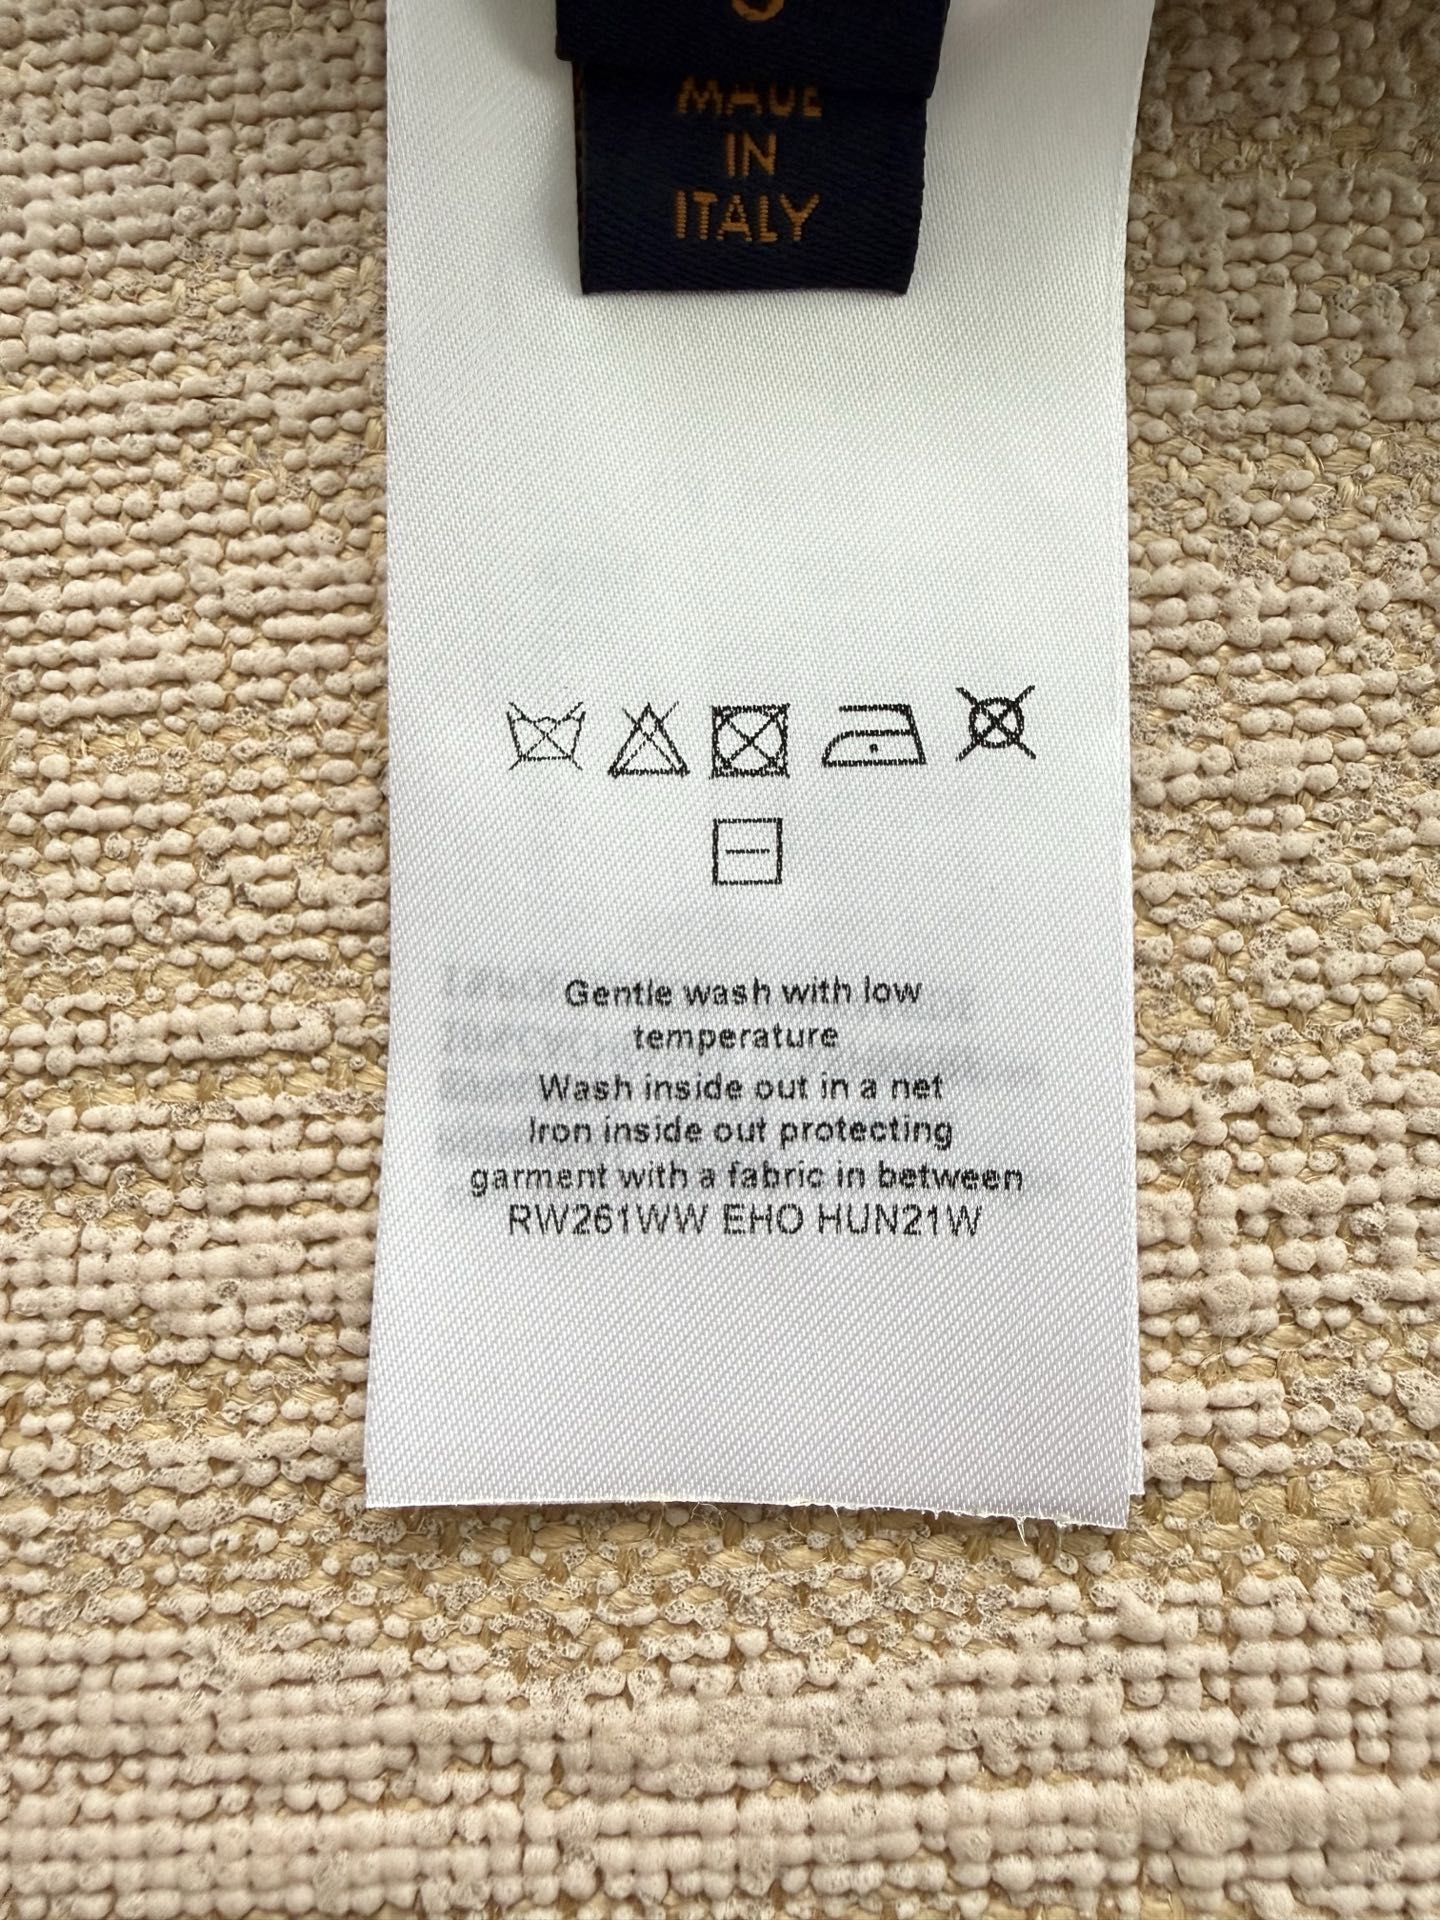 MADE
IN
ITALY
Gentle wash with low
temperature
Wash inside out in a net
Iron inside out protecting
garment with a fabric in between
RW261WW EHO HUN21W